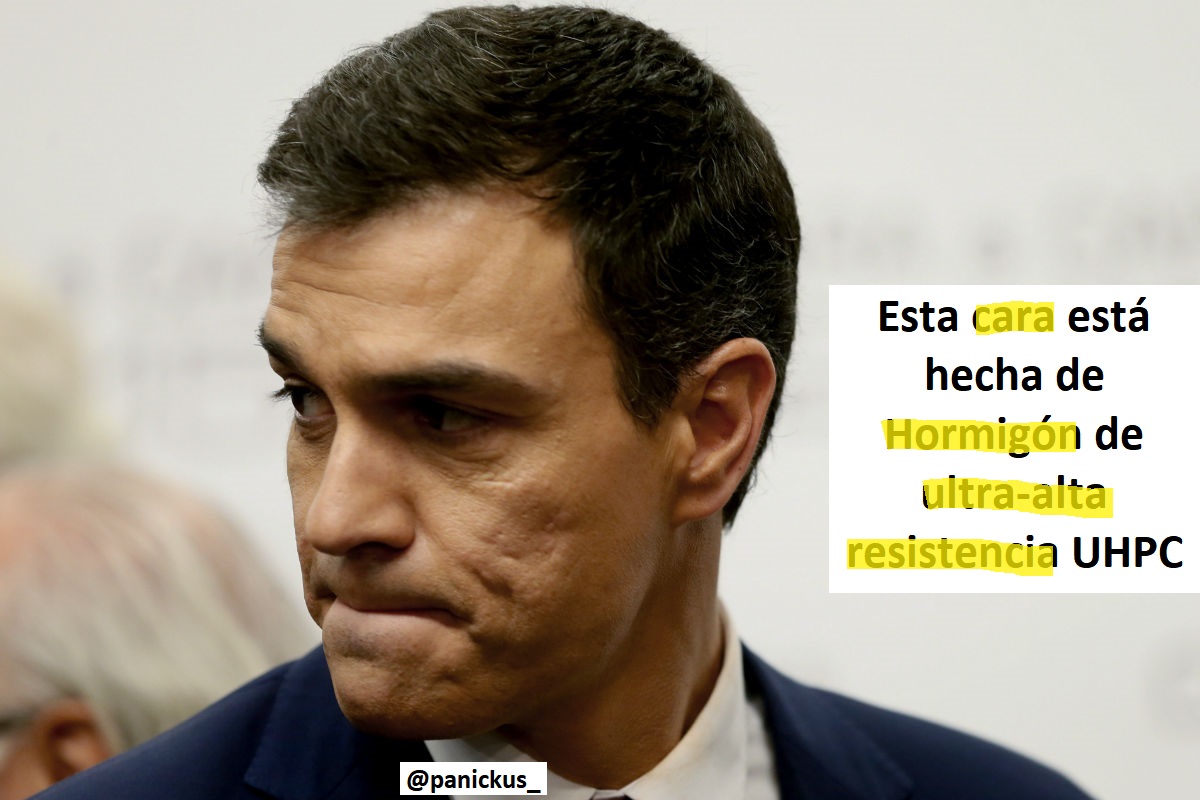 Esta cara está
hecha de
Hormigón de
ultra-alta
resistencia UHPC
@panickus_